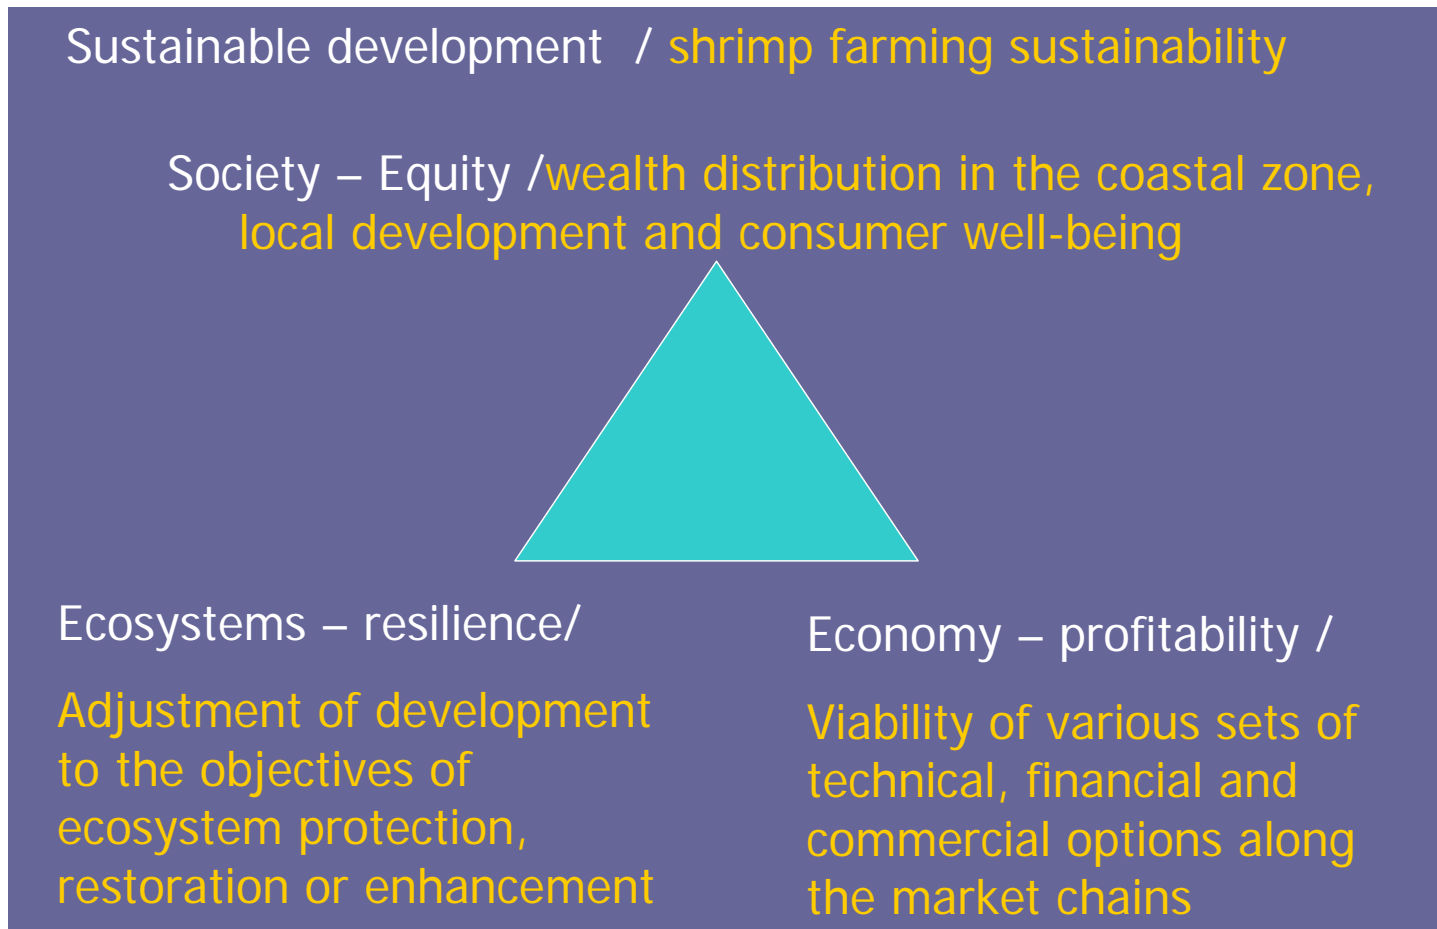 Sustainable development / shrimp farming sustainability
Society – Equity /wealth distribution in the coastal zone,
local development and consumer well-being
Ecosystems – resilience/
Adjustment of development
to the objectives of
ecosystem protection,
restoration or enhancement
Economy – profitability /
Viability of various sets of
technical, financial and
commercial options along
the market chains